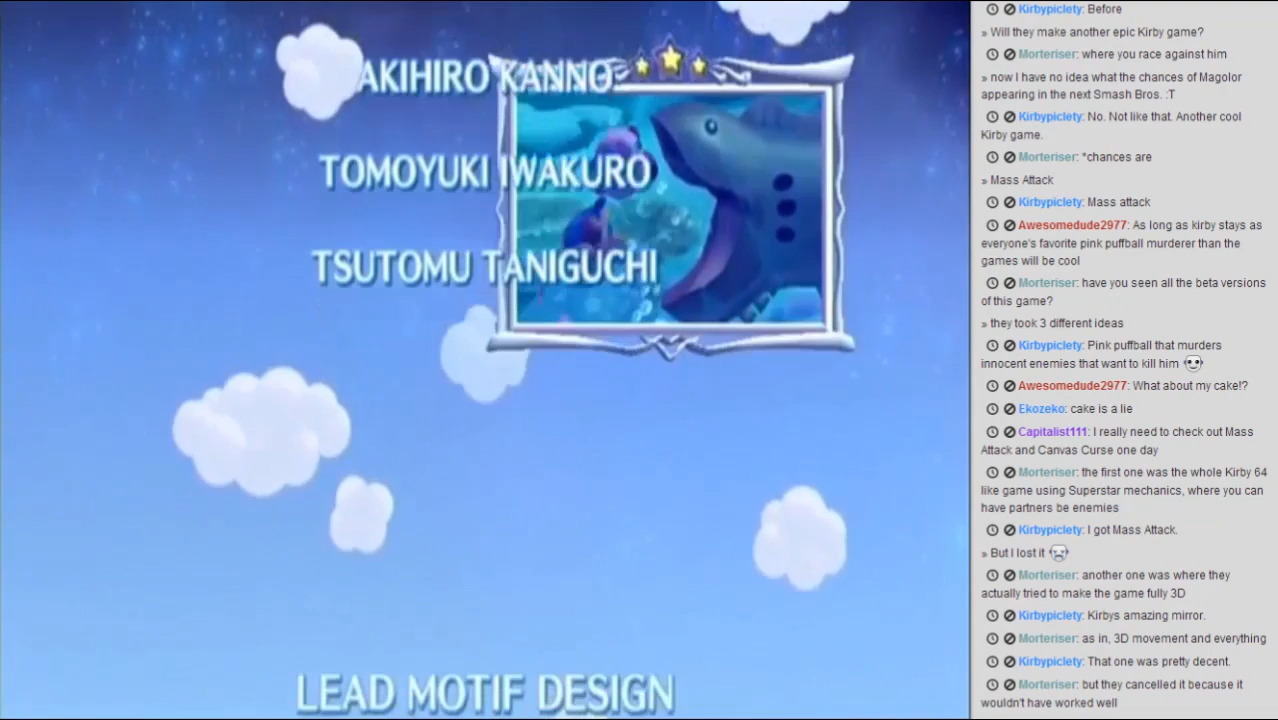 AKIHIRO KANNO
TOMOYUKI IWAKURO
TSUTOMU TANIGUCHI
LEAD MOTIF DESIGN
Kirbypiclety: Before
» Will they make another epic Kirby game?
Morteriser: where you race against him
» now I have no idea what the chances of Magolor
appearing in the next Smash Bros. :T
Kirbypiclety: No. Not like that. Another cool
Kirby game.
Morteriser: *chances are
» Mass Attack
Kirbypiclety: Mass attack
Awesomedude2977: As long as kirby stays as
everyone's favorite pink puffball murderer than the
games will be cool
Morteriser: have you seen all the beta versions
of this game?
» they took 3 different ideas
Kirbypiclety: Pink puffball that murders
innocent enemies that want to kill him
Awesomedude2977: What about my cake!?
Ekozeko: cake is a lie
Capitalist111: I really need to check out Mass
Attack and Canvas Curse one day
Morteriser: the first one was the whole Kirby 64
like game using Superstar mechanics, where you can
have partners be enemies
Kirbypiclety: I got Mass Attack.
» But I lost it
Morteriser: another one was where they
actually tried to make the game fully 3D
Kirbypiclety: Kirbys amazing mirror.
Morteriser: as in, 3D movement and everything
Kirbypiclety: That one was pretty decent.
Morteriser: but they cancelled it because it
wouldn't have worked well